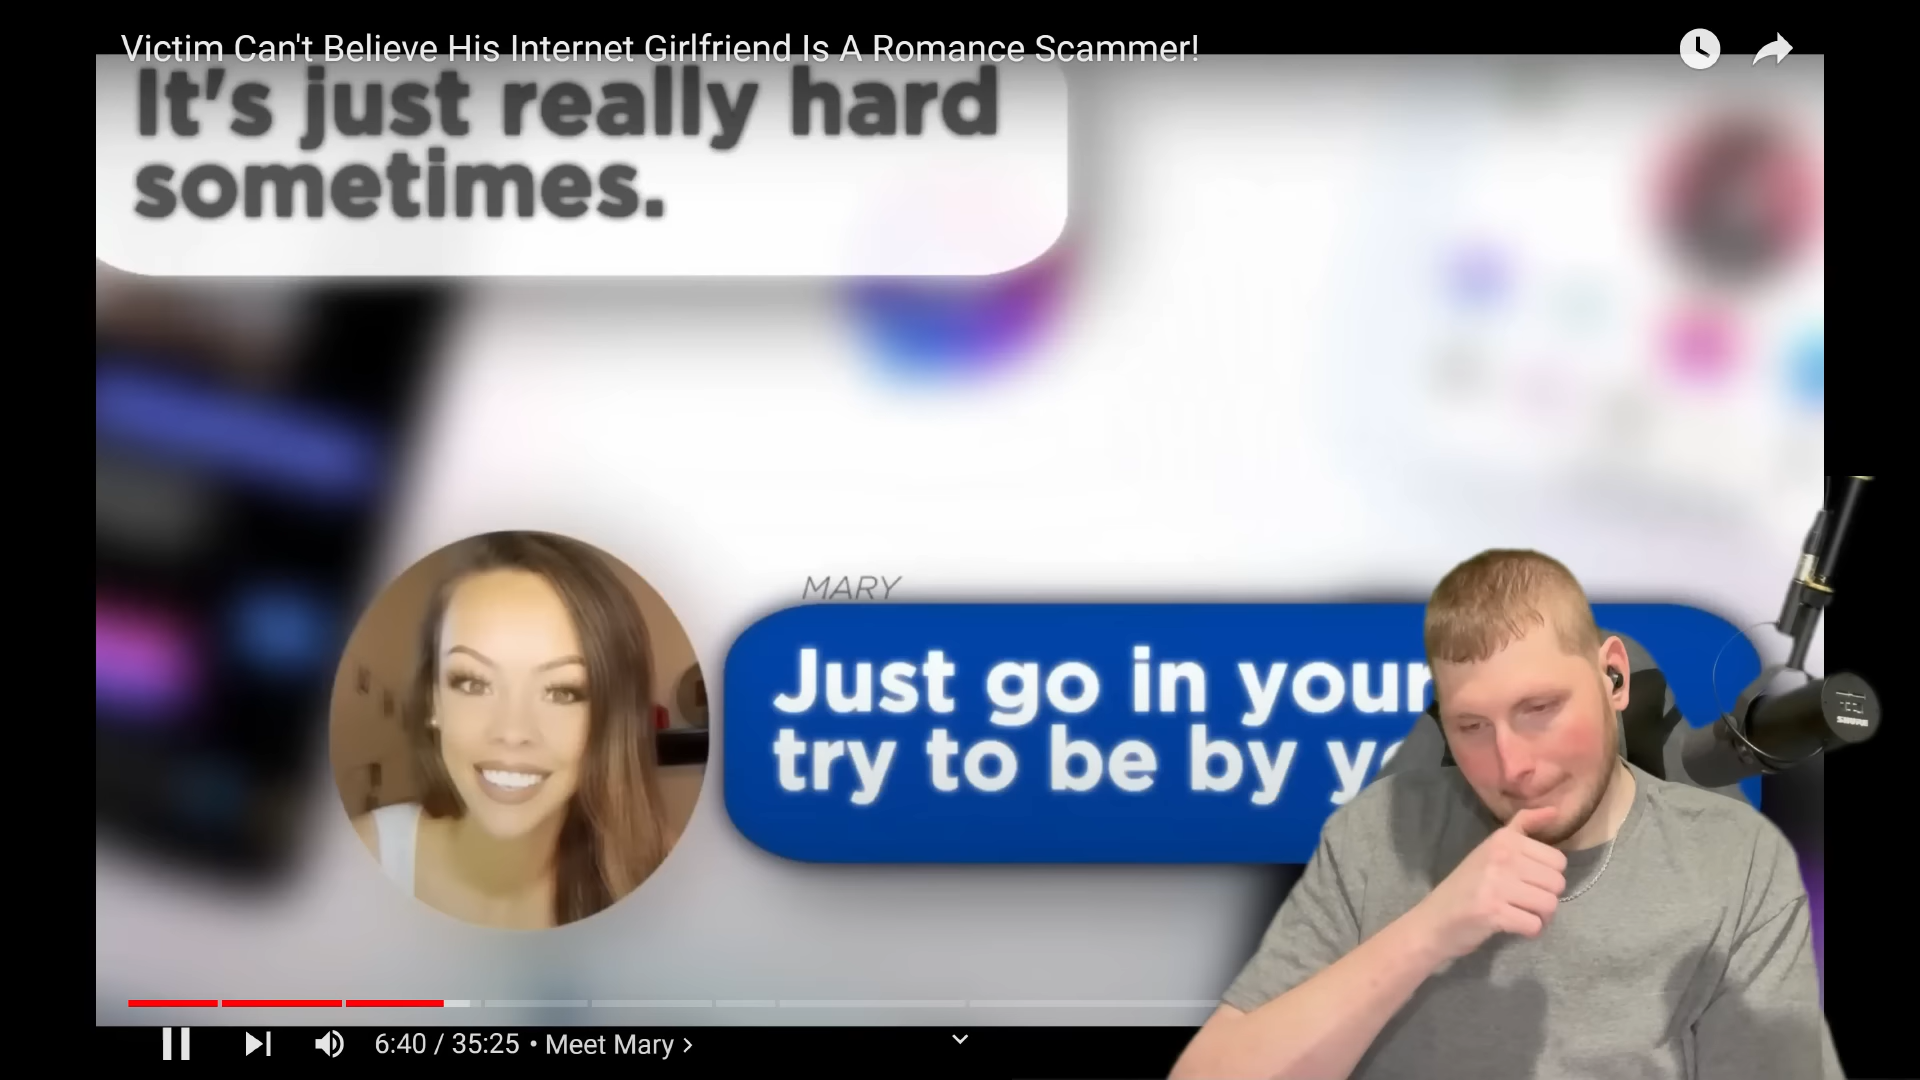 Victim Can't Believe His Internet Girlfriend Is A Romance Scammer!
It's just really hard
sometimes.
MARY
Just go in your
try to be by
SHURE
6:40 / 35:25 • Meet Mary >